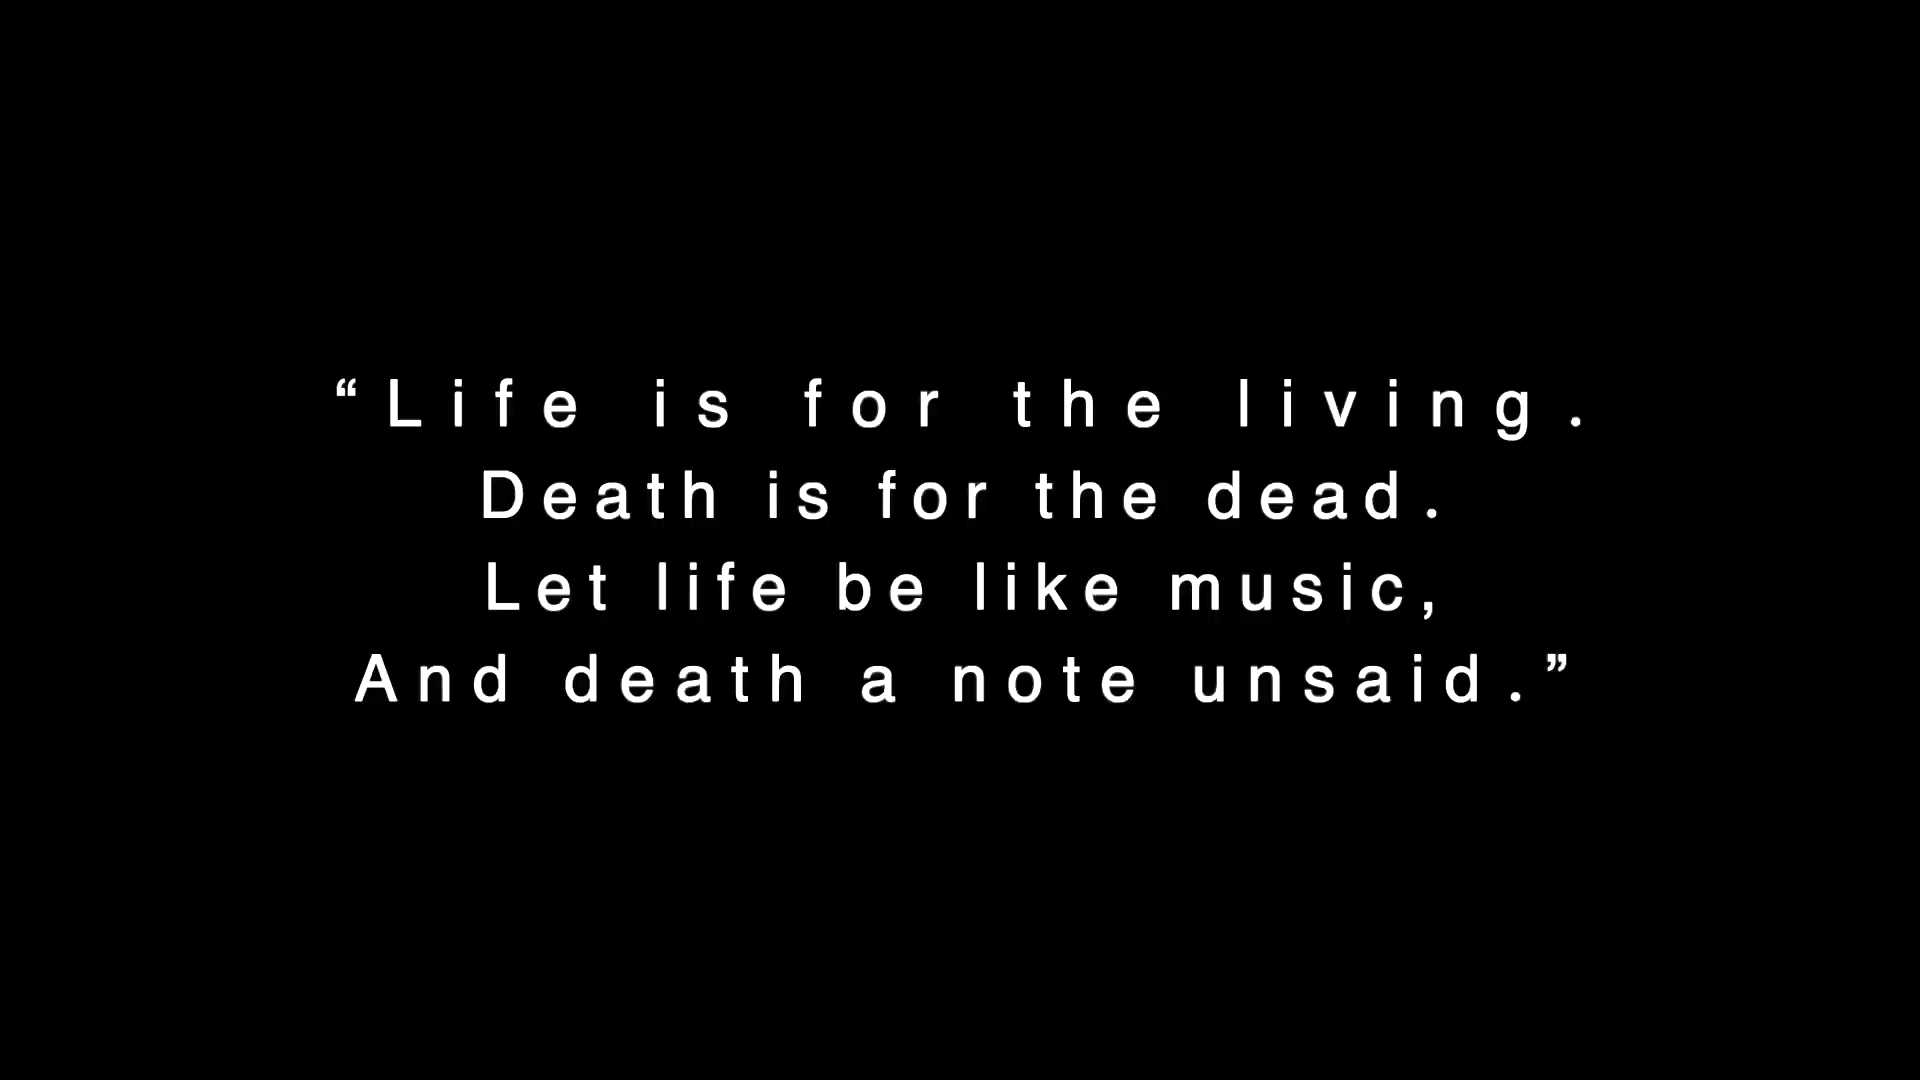 “Life is for the living.
Death is for the dead.
Let life be like music,
And death a note unsaid.”